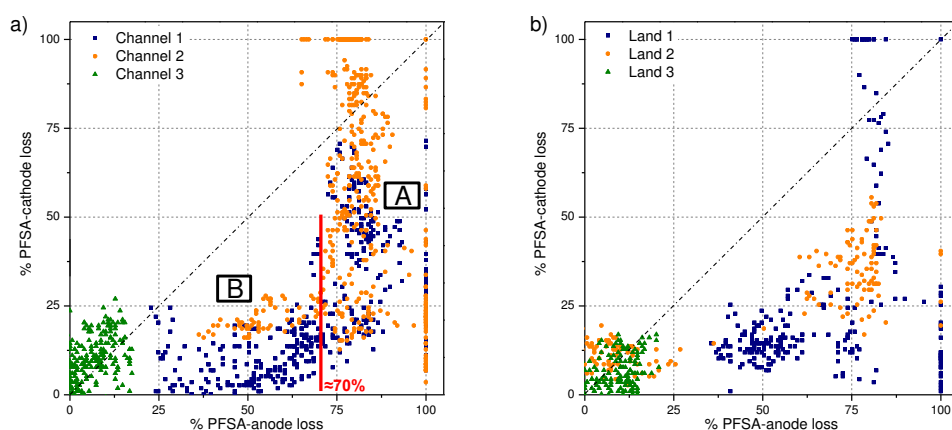 a)
Channel 1
Channel 2
Channel 3
A
B
≈70%
100
75
50
25
0
0
25
50
75
100
% PFSA-cathode loss
% PFSA-anode loss
b)
Land 1
Land 2
Land 3
100
75
50
25
0
0
25
50
75
100
% PFSA-cathode loss
% PFSA-anode loss